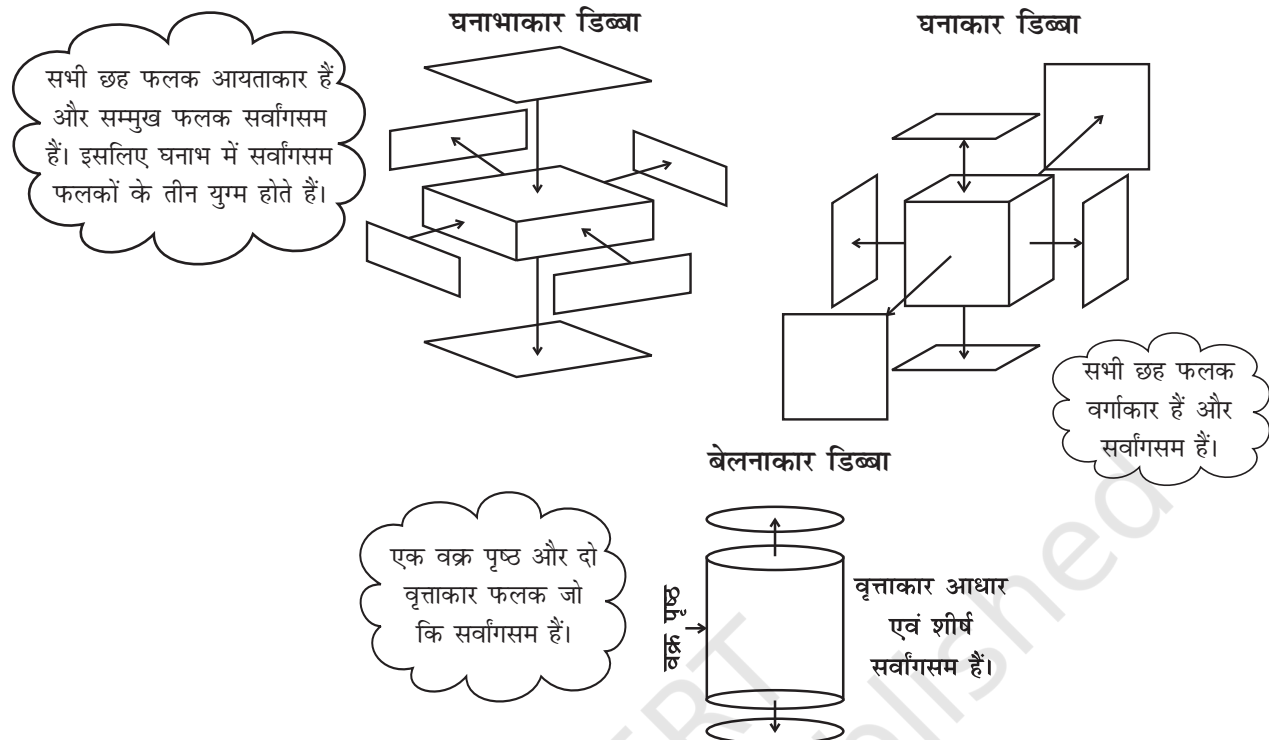 घनाभाकार डिब्बा
घनाकार डिब्बा
सभी छह फलक आयताकार हैं
और सम्मुख फलक सर्वांगसम
हैं। इसलिए घनाभ में सर्वांगसम
फलकों के तीन युग्म होते हैं।
सभी छह फलक
वर्गाकार हैं और
सर्वांगसम हैं।
बेलनाकार डिब्बा
एक वक्र पृष्ठ और दो
वृत्ताकार फलक जो
कि सर्वांगसम हैं।
वक्र पृष्ठ
वृत्ताकार आधार
एवं शीर्ष
सर्वांगसम हैं।